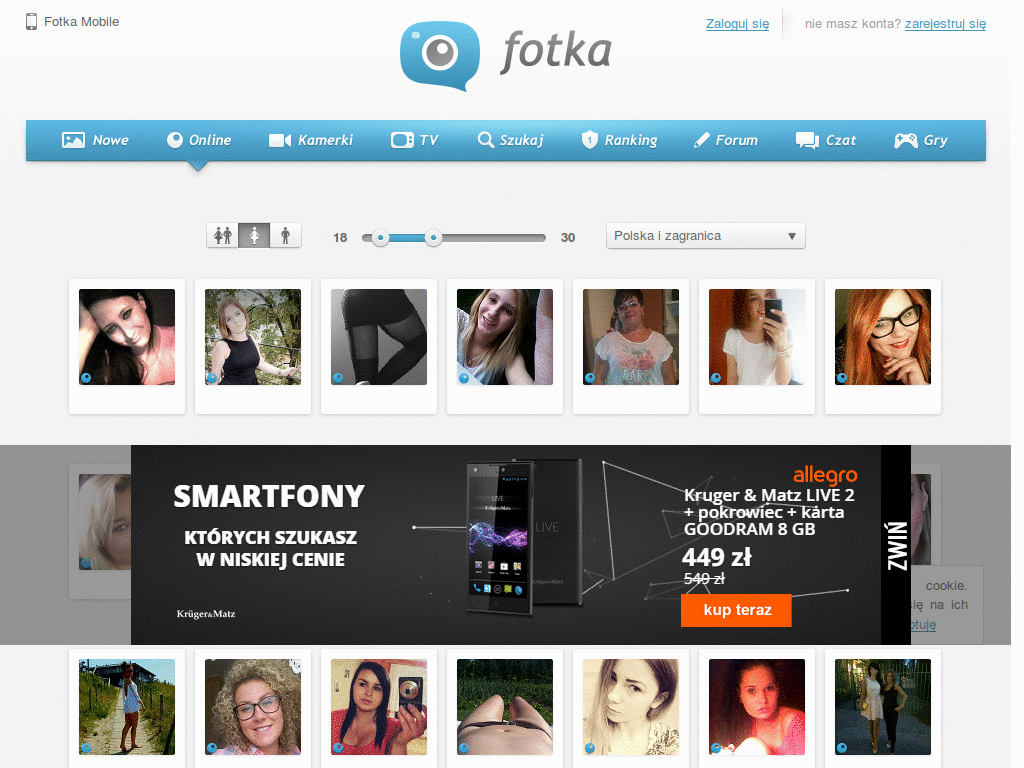 Fotka Mobile
fotka
Zaloguj się
nie masz konta? zarejestruj się
Nowe
Online
Kamerki
TV
Szukaj
1 Ranking
Forum
Czat
Gry
18
30
Polska i zagranica
SMARTFONY
KTÓRYCH SZUKASZ
W NISKIEJ CENIE
Krüger&Matz
LIVE
allegro
Kruger & Matz LIVE 2
+ pokrowiec + karta
GOODRAM 8 GB
449 zł
549 zł
kup teraz
ZWIŃ
cookie.
się na ich